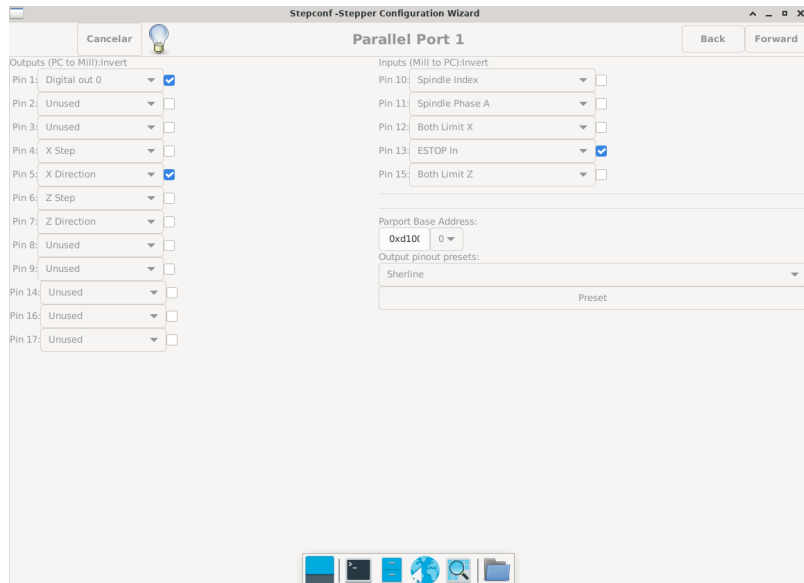 Stepconf -Stepper Configuration Wizard
Cancelar
Parallel Port 1
Back
Forward
Outputs (PC to Mill):Invert
Pin 1: Digital out 0
Pin 2: Unused
Pin 3: Unused
Pin 4: X Step
Pin 5: X Direction
Pin 6: Z Step
Pin 7: Z Direction
Pin 8: Unused
Pin 9: Unused
Pin 14: Unused
Pin 16: Unused
Pin 17: Unused
Inputs (Mill to PC):Invert
Pin 10: Spindle Index
Pin 11: Spindle Phase A
Pin 12: Both Limit X
Pin 13: ESTOP In
Pin 15: Both Limit Z
Parport Base Address:
0xd10 0
Output pinout presets:
Sherline
Preset